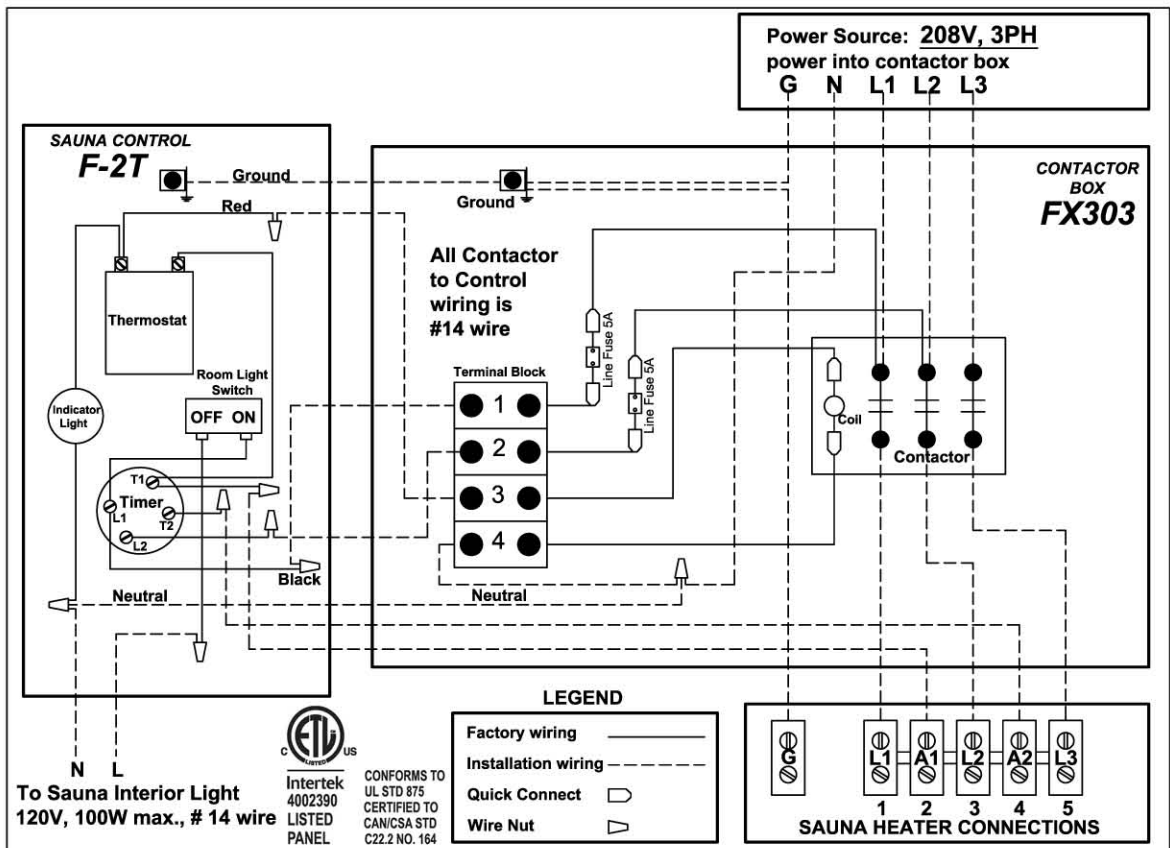 Power Source: 208V, 3PH
power into contactor box
G N L1 L2 L3
SAUNA CONTROL
F-2T
Ground
Red
Thermostat
Room Light
Switch
OFF ON
Indicator
Light
T1
Timer
L1
T2
L2
Black
Neutral
N L
To Sauna Interior Light
120V, 100W max., # 14 wire
CONTACTOR
BOX
FX303
Ground
All Contactor
to Control
wiring is
#14 wire
Line Fuse 5A
Line Fuse 5A
Terminal Block
1
2
3
4
Coil
Contactor
Neutral
C ETL US
LISTED
Intertek
4002390
LISTED
PANEL
CONFORMS TO
UL STD 875
CERTIFIED TO
CAN/CSA STD
C22.2 NO. 164
LEGEND
Factory wiring
Installation wiring
Quick Connect
Wire Nut
G L1 A1 L2 A2 L3
1 2 3 4 5
SAUNA HEATER CONNECTIONS